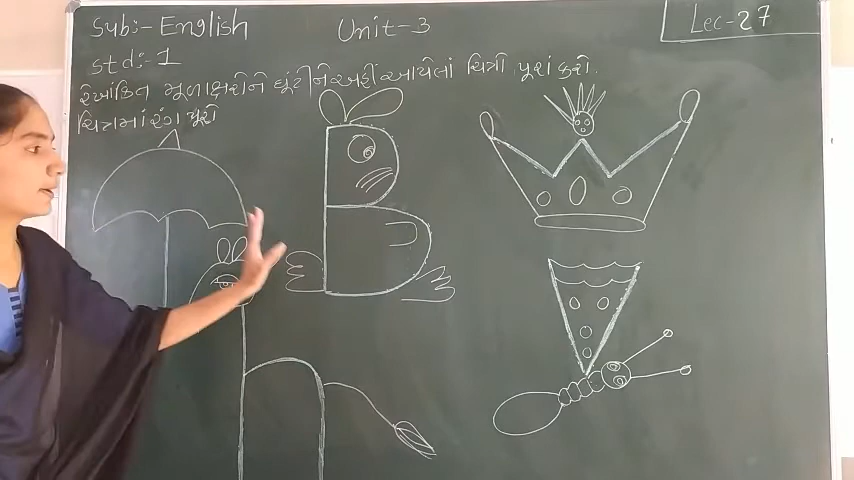 Sub:- English
Unit-3
Lec-27
std:- 1
રેખાંકિત મૂળાક્ષરોને ઘૂંટીને અહીં આપેલાં ચિત્રો પૂરાં કરો.
ચિત્રમાં રંગ પૂરો